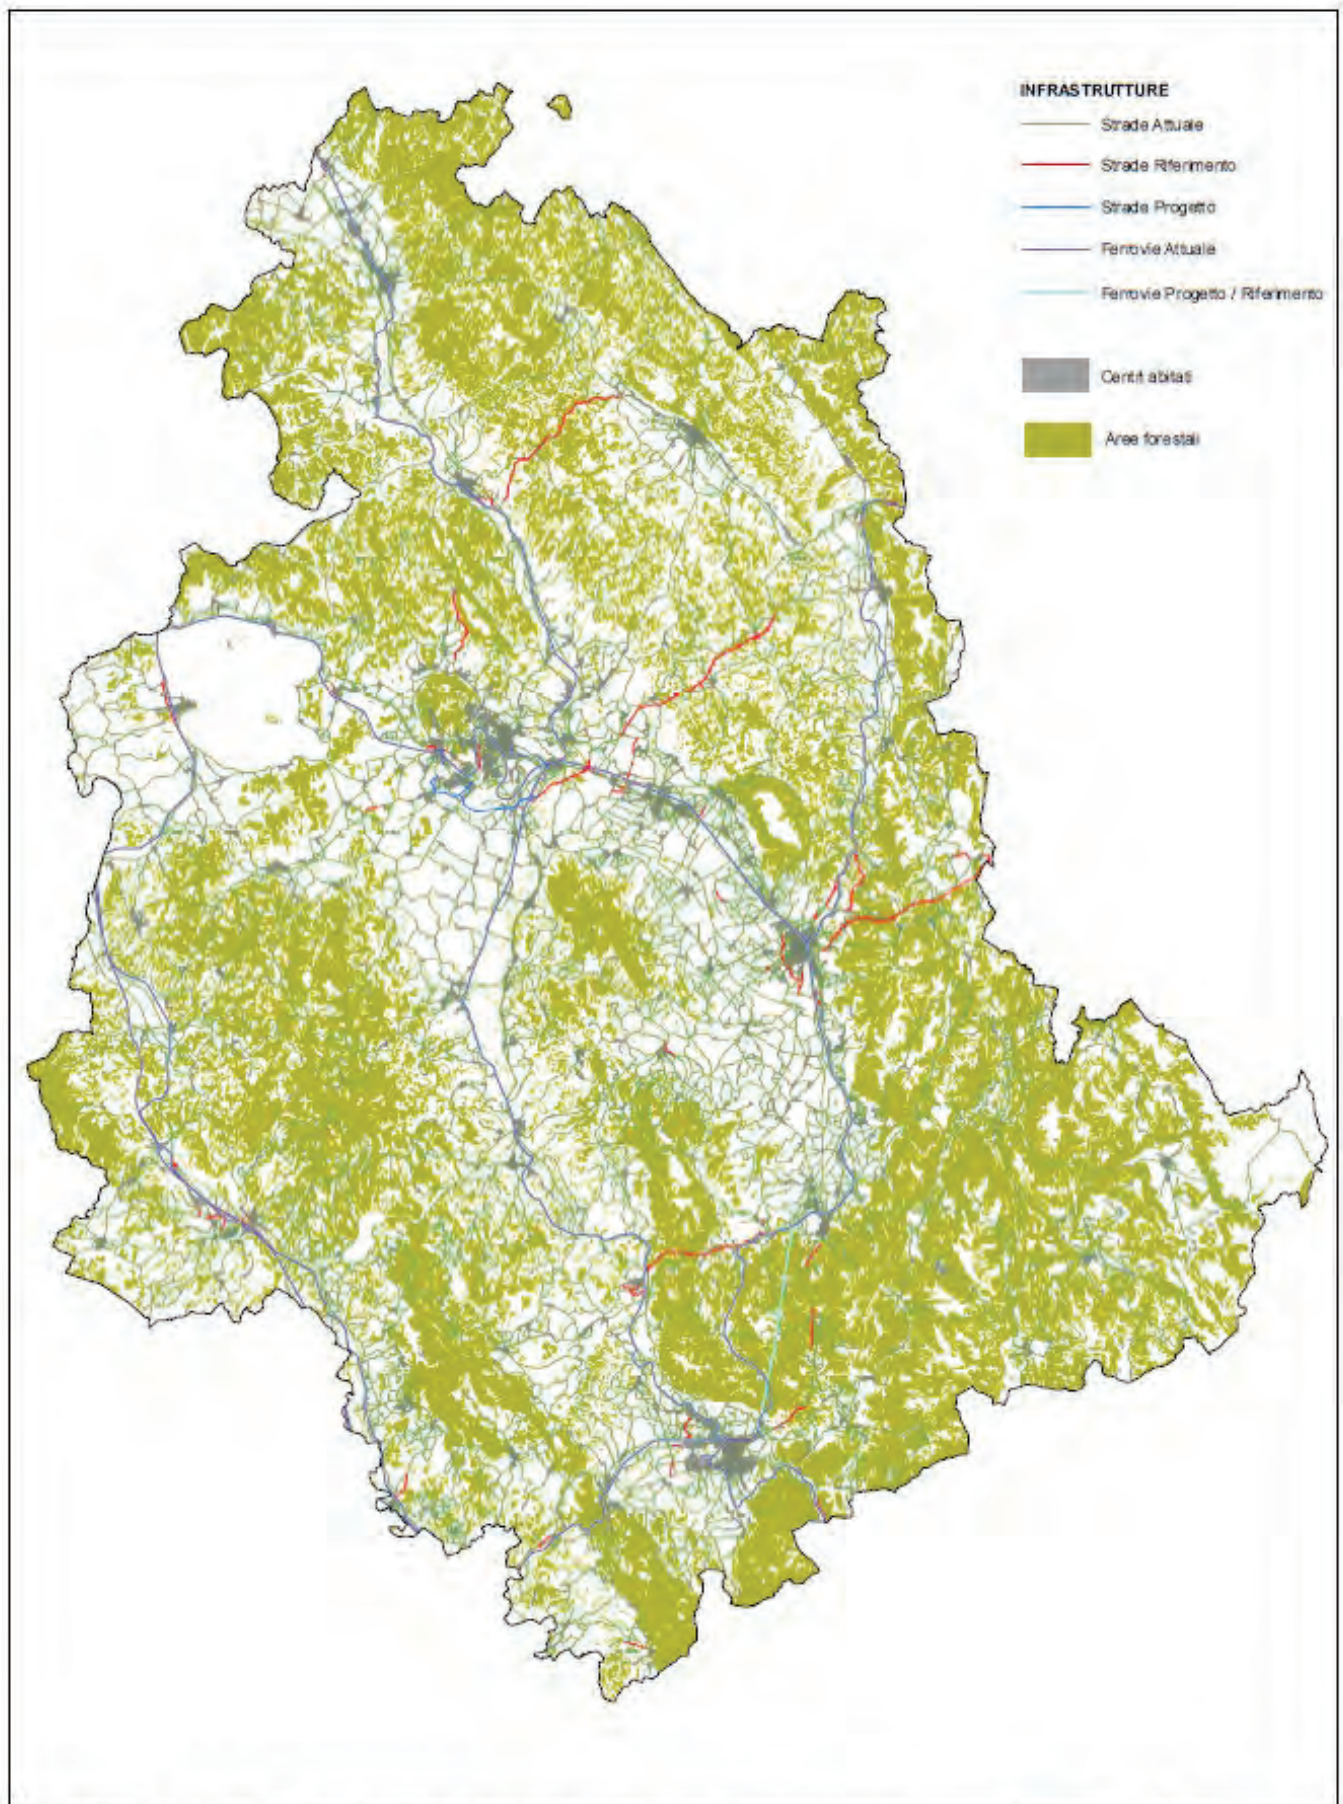 INFRASTRUTTURE
Strade Attuale
Strade Riferimento
Strade Progetto
Ferrovie Attuale
Ferrovie Progetto / Riferimento
Centri abitati
Aree forestali